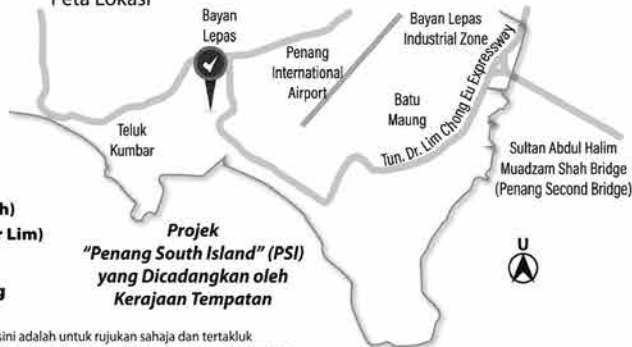 Peta Lokasi
Bayan
Lepas
Penang
International
Airport
Bayan Lepas
Industrial Zone
Batu
Maung
Tun. Dr. Lim Chong Eu Expressway
Teluk
Kumbar
Sultan Abdul Halim
Muadzam Shah Bridge
(Penang Second Bridge)
Projek
"Penang South Island" (PSI)
yang Dicadangkan oleh
Kerajaan Tempatan
U
Lim)
sini adalah untuk rujukan sahaja dan tertakluk